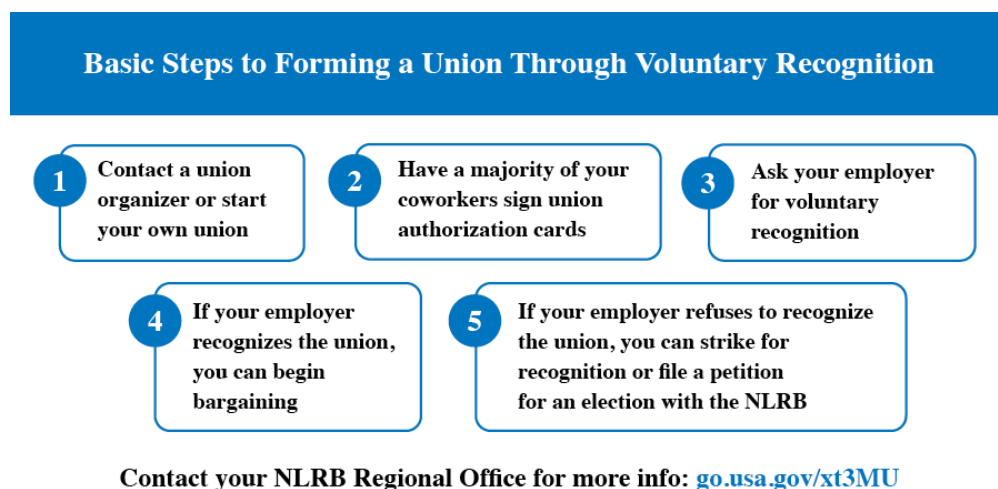 Basic Steps to Forming a Union Through Voluntary Recognition
1
Contact a union
organizer or start
your own union
2
Have a majority of your
coworkers sign union
authorization cards
3
Ask your employer
for voluntary
recognition
4
If your employer
recognizes the union,
you can begin
bargaining
5
If your employer refuses to recognize
the union, you can strike for
recognition or file a petition
for an election with the NLRB
Contact your NLRB Regional Office for more info: go.usa.gov/xt3MU